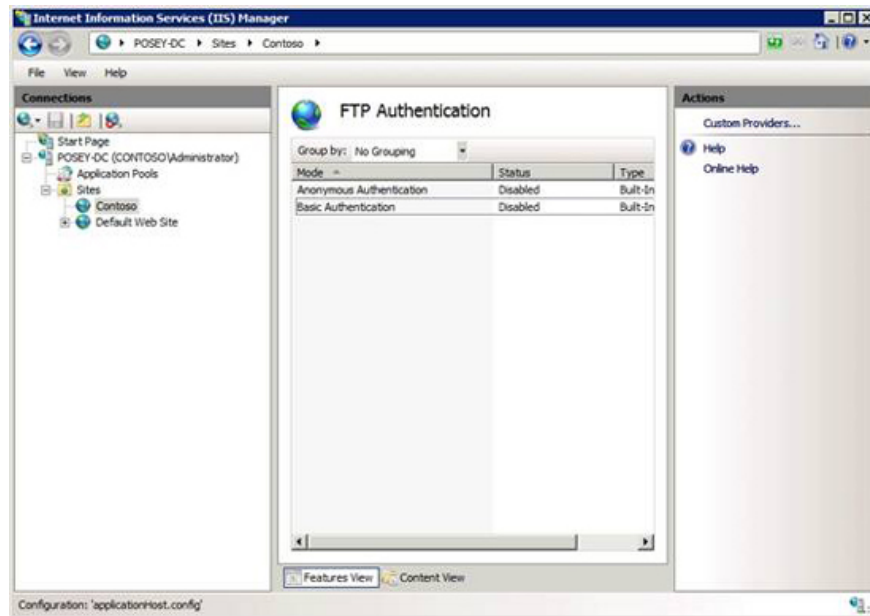 Internet Information Services (IIS) Manager
POSEY-DC Sites Contoso
File View Help
Connections
Start Page
POSEY-DC (CONTOSO\Administrator)
Application Pools
Sites
Contoso
Default Web Site
FTP Authentication
Group by: No Grouping
Mode Status Type
Anonymous Authentication Disabled Built-In
Basic Authentication Disabled Built-In
Features View Content View
Actions
Custom Providers...
Help
Online Help
Configuration: 'applicationHost.config'